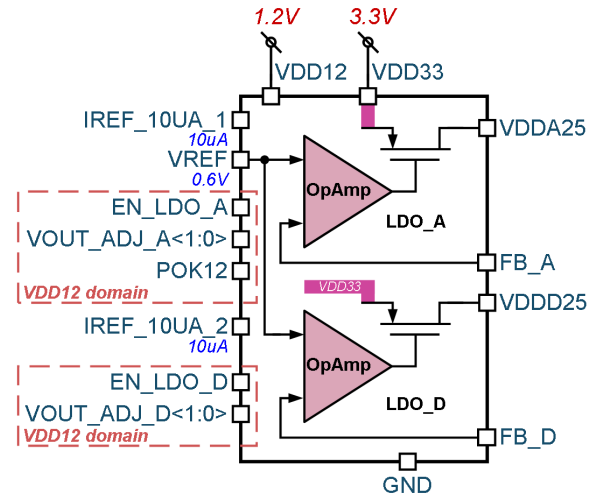 1.2V
3.3V
VDD12
VDD33
IREF_10UA_1
10uA
VREF
0.6V
EN_LDO_A
VOUT_ADJ_A<1:0>
POK12
VDD12 domain
IREF_10UA_2
10uA
EN_LDO_D
VOUT_ADJ_D<1:0>
VDD12 domain
OpAmp
LDO_A
VDDA25
FB_A
VDD33
VDDD25
OpAmp
LDO_D
FB_D
GND